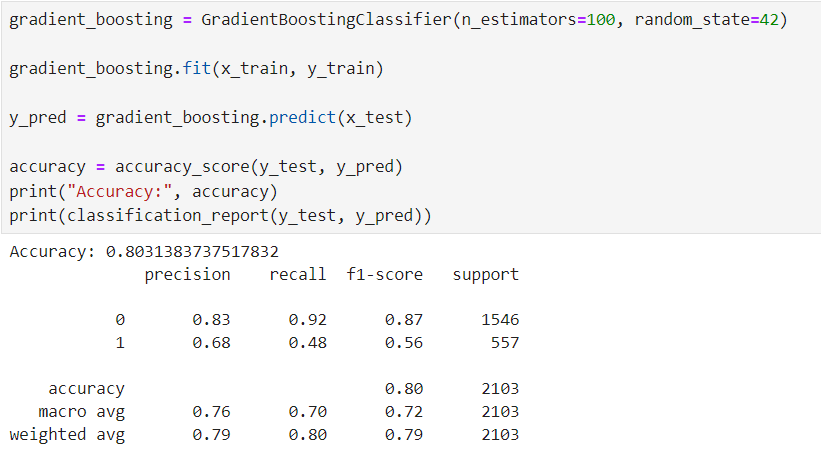 gradient_boosting = GradientBoostingClassifier(n_estimators=100, random_state=42)
gradient_boosting.fit(x_train, y_train)
y_pred = gradient_boosting.predict(x_test)
accuracy = accuracy_score(y_test, y_pred)
print("Accuracy:", accuracy)
print(classification_report(y_test, y_pred))
Accuracy: 0.8031383737517832
precision recall f1-score support
0 0.83 0.92 0.87 1546
1 0.68 0.48 0.56 557
accuracy 0.80 2103
macro avg 0.76 0.70 0.72 2103
weighted avg 0.79 0.80 0.79 2103